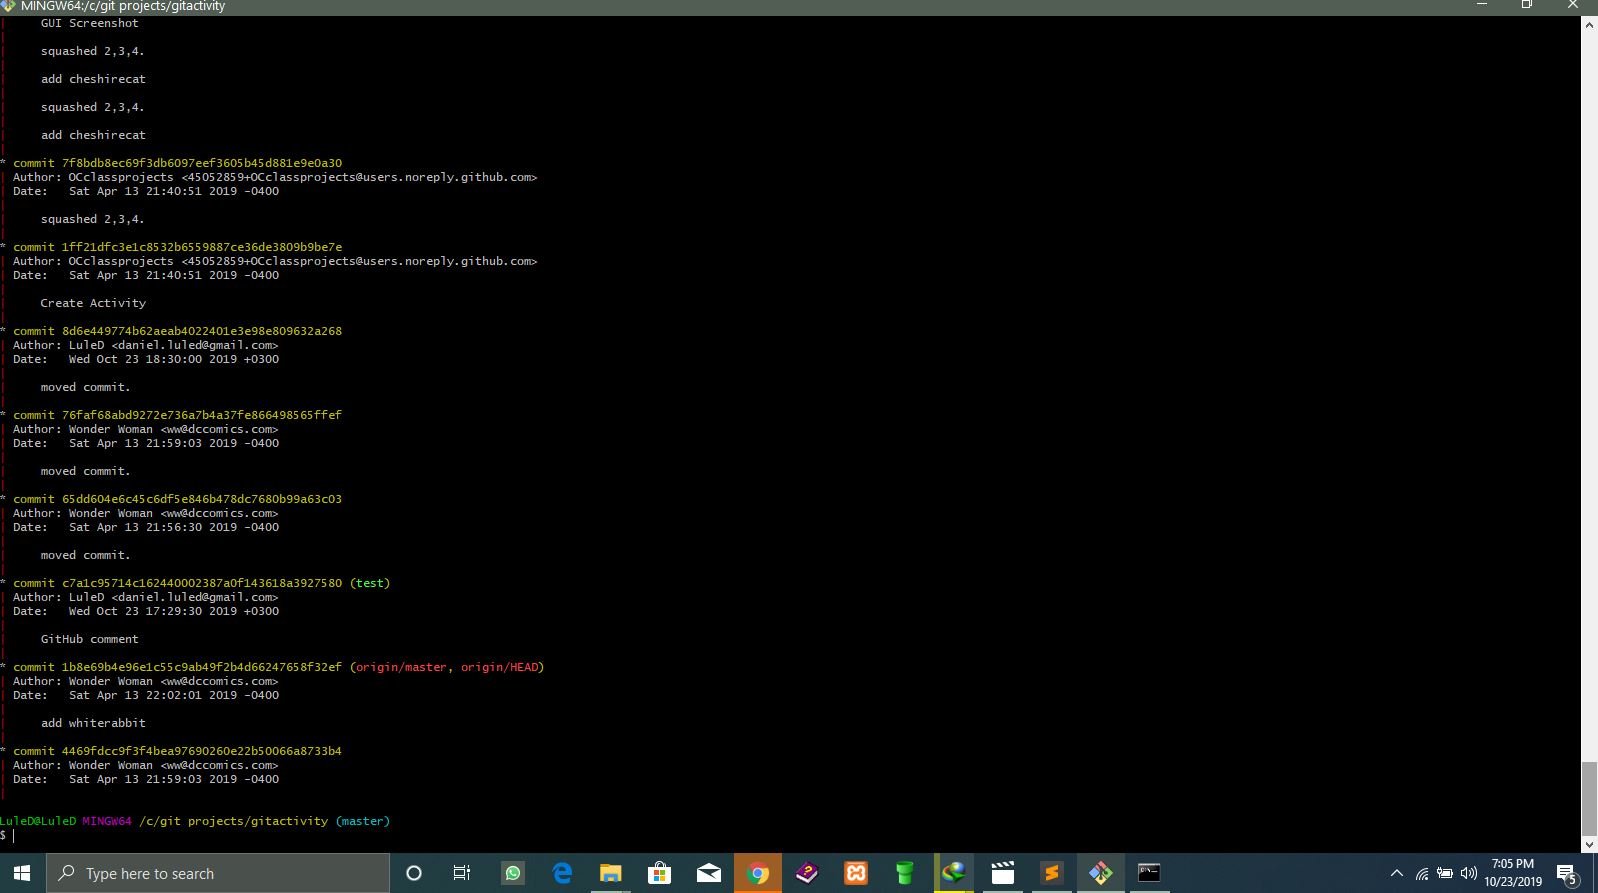 MINGW64:/c/git projects/gitactivity
GUI Screenshot
squashed 2,3,4.
add cheshirecat
squashed 2,3,4.
add cheshirecat
* commit 7f8bdb8ec69f3db6097eef3605b45d881e9e0a30
Author: OCclassprojects <45052859+OCclassprojects@users.noreply.github.com>
Date:   Sat Apr 13 21:40:51 2019 -0400
squashed 2,3,4.
* commit 1ff21dfc3e1c8532b6559887ce36de3809b9be7e
Author: OCclassprojects <45052859+OCclassprojects@users.noreply.github.com>
Date:   Sat Apr 13 21:40:51 2019 -0400
Create Activity
* commit 8d6e449774b62aeab4022401e3e98e809632a268
Author: LuleD <daniel.luled@gmail.com>
Date:   Wed Oct 23 18:30:00 2019 +0300
moved commit.
* commit 76faf68abd9272e736a7b4a37fe866498565ffef
Author: Wonder Woman <ww@dccomics.com>
Date:   Sat Apr 13 21:59:03 2019 -0400
moved commit.
* commit 65dd604e6c45c6df5e846b478dc7680b99a63c03
Author: Wonder Woman <ww@dccomics.com>
Date:   Sat Apr 13 21:56:30 2019 -0400
moved commit.
* commit c7a1c95714c162440002387a0f143618a3927580 (test)
Author: LuleD <daniel.luled@gmail.com>
Date:   Wed Oct 23 17:29:30 2019 +0300
GitHub comment
* commit 1b8e69b4e96e1c55c9ab49f2b4d66247658f32ef (origin/master, origin/HEAD)
Author: Wonder Woman <ww@dccomics.com>
Date:   Sat Apr 13 22:02:01 2019 -0400
add whiterabbit
* commit 4469fdcc9f3f4bea97690260e22b50066a8733b4
Author: Wonder Woman <ww@dccomics.com>
Date:   Sat Apr 13 21:59:03 2019 -0400
LuleD@LuleD MINGW64 /c/git projects/gitactivity (master)
$
Type here to search
7:05 PM
10/23/2019
5